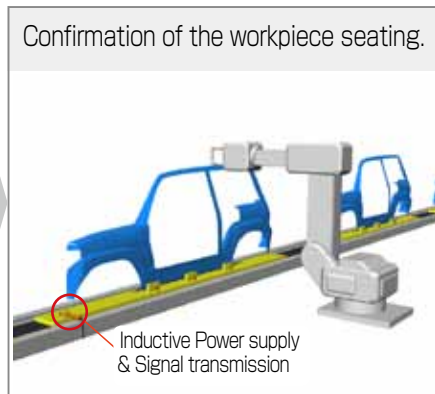 Confirmation of the workpiece seating.
Inductive Power supply
& Signal transmission